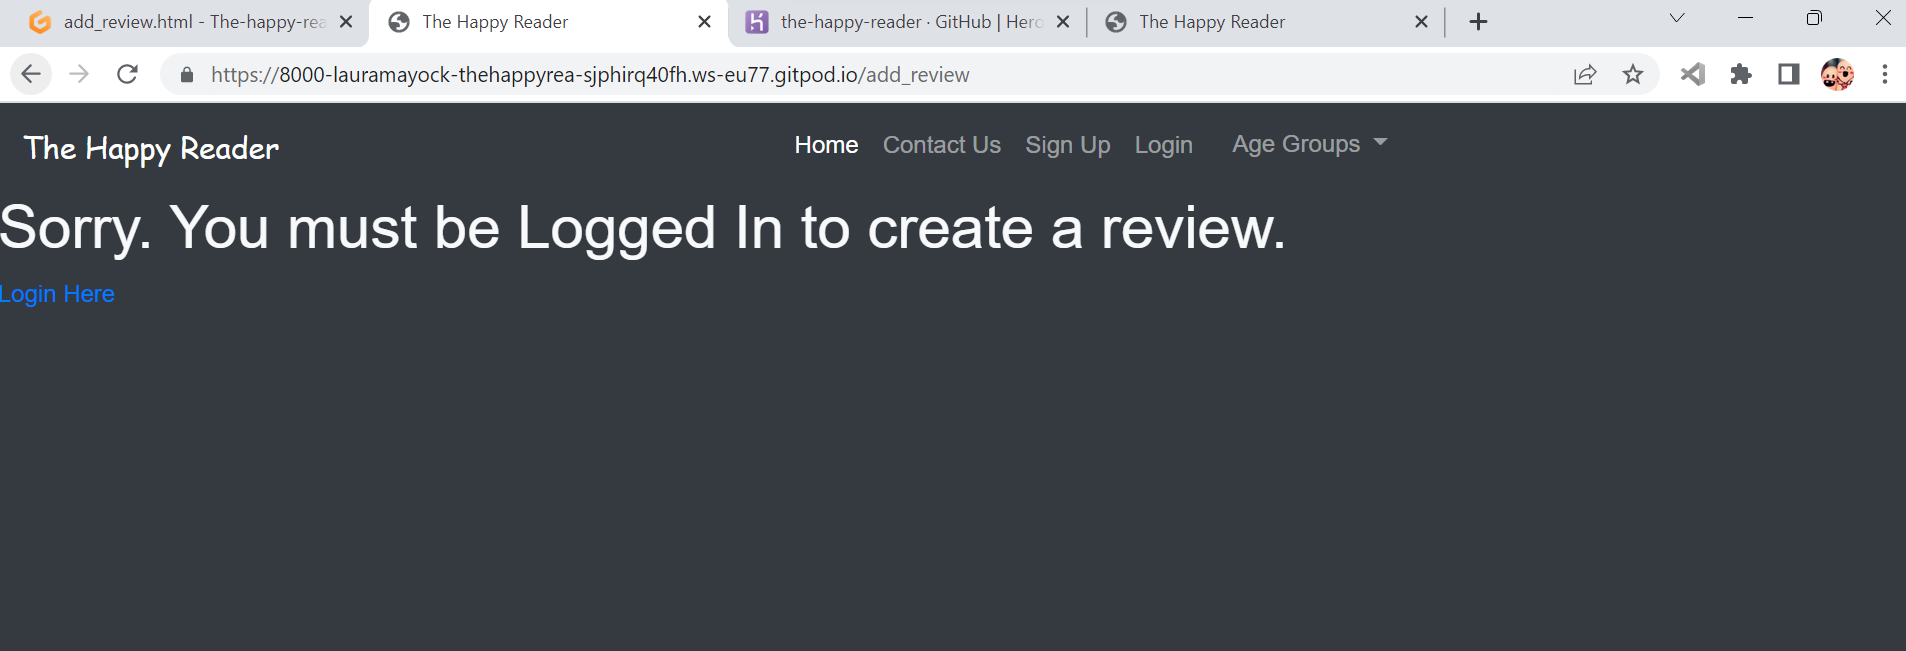 add_review.html - The-happy-rea
The Happy Reader
the-happy-reader · GitHub | Hero
The Happy Reader
https://8000-lauramayock-thehappyrea-sjphirq40fh.ws-eu77.gitpod.io/add_review
The Happy Reader
Home Contact Us Sign Up Login Age Groups
Sorry. You must be Logged In to create a review.
Login Here